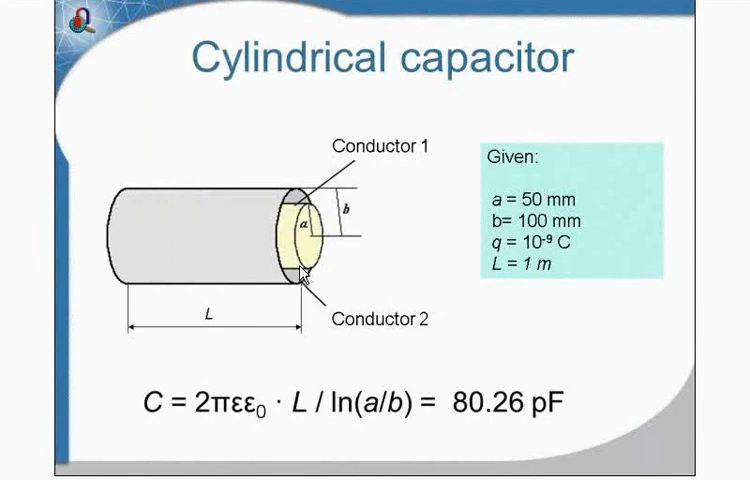 Cylindrical capacitor
Conductor 1
Given:
a = 50 mm
b= 100 mm
q = 10⁻⁹ C
L = 1 m
b
a
L
Conductor 2
C = 2πεε₀ · L / ln(a/b) = 80.26 pF